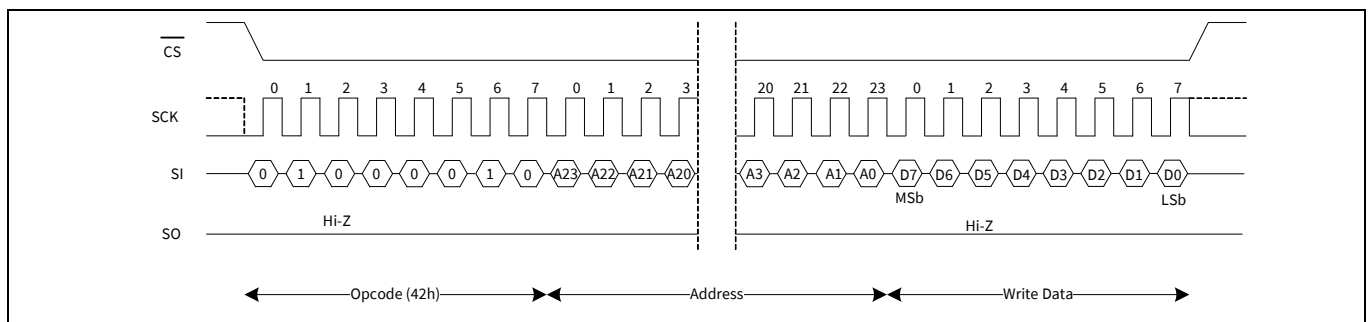 CS
0 1 2 3 4 5 6 7 0 1 2 3 20 21 22 23 0 1 2 3 4 5 6 7
SCK
SI 0 1 0 0 0 0 1 0 A23 A22 A21 A20 A3 A2 A1 A0 D7 D6 D5 D4 D3 D2 D1 D0
MSb LSb
Hi-Z Hi-Z
SO
Opcode (42h) Address Write Data